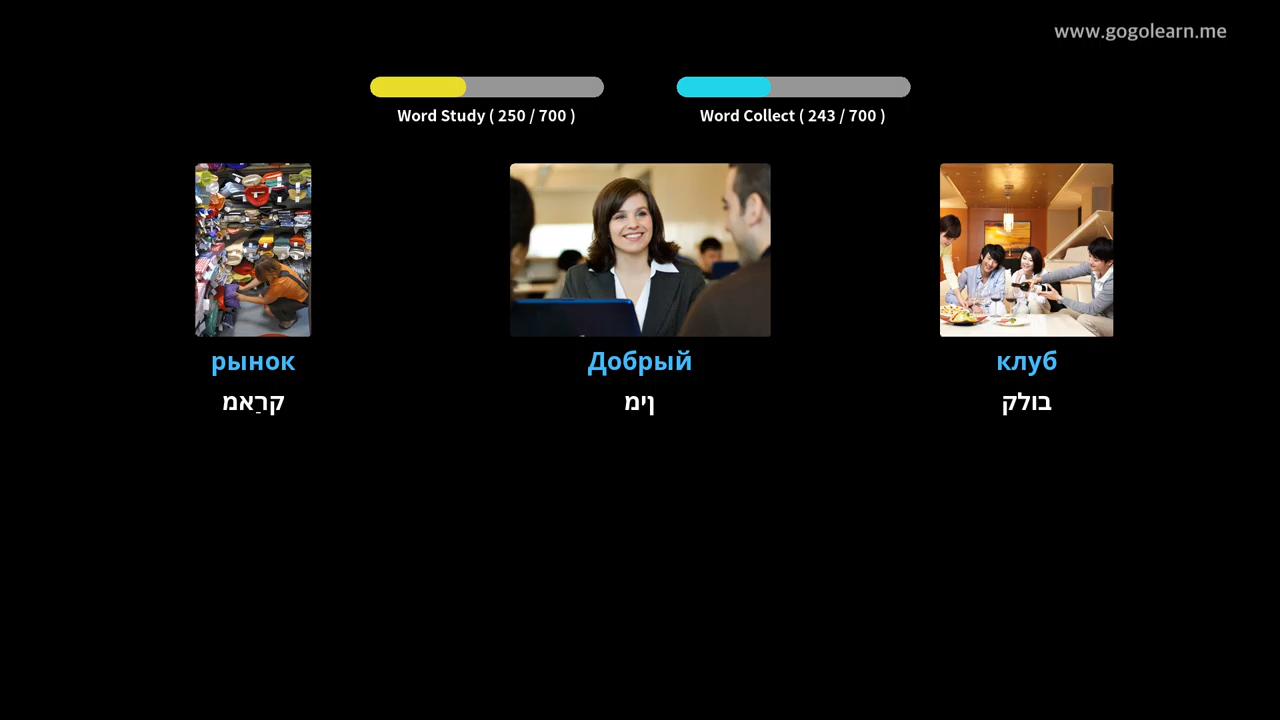 www.gogolearn.me
Word Study ( 250 / 700 )
Word Collect ( 243 / 700 )
рынок
Добрый
клуб
קרַאמ
ןימ
בולק